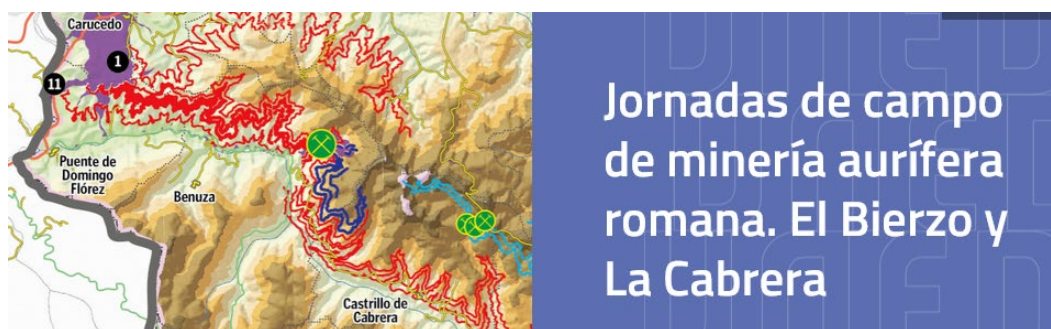 Carucedo
1
11
Puente de
Domingo
Flórez
Benuza
Castrillo de
Cabrera
Jornadas de campo
de minería aurífera
romana. El Bierzo y
La Cabrera